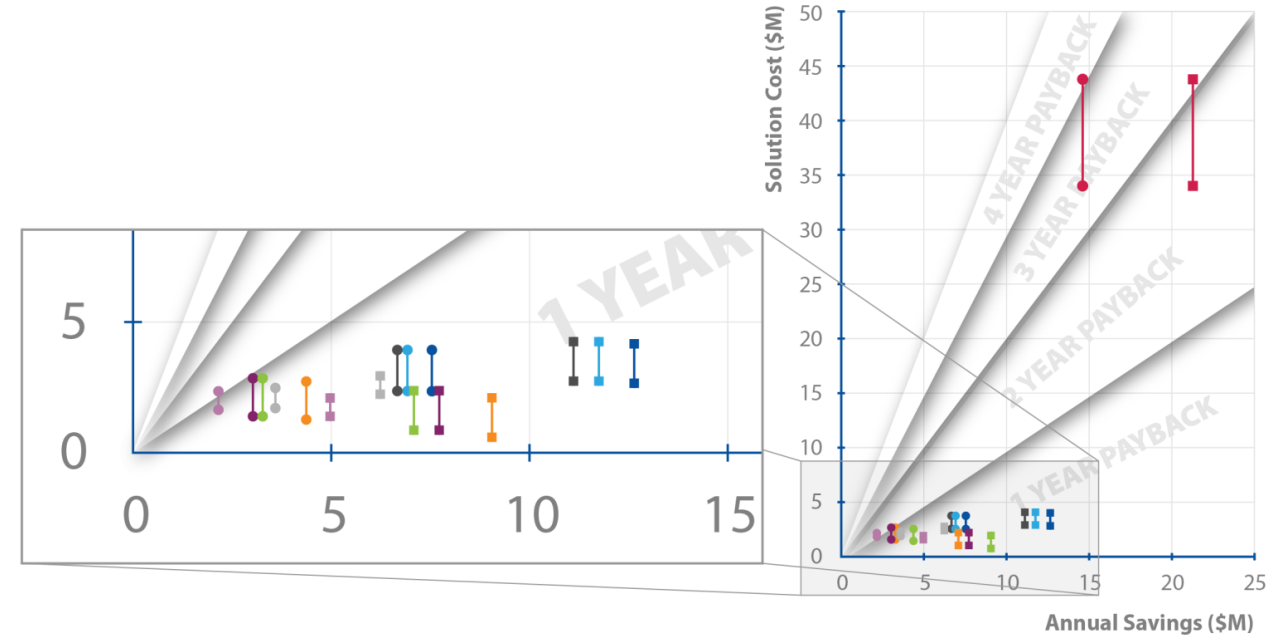 Solution Cost ($M)
50
45
40
35
30
25
20
15
10
5
0
4 YEAR PAYBACK
3 YEAR PAYBACK
2 YEAR PAYBACK
1 YEAR PAYBACK
0 5 10 15 20 25
Annual Savings ($M)
1 YEAR
5
0
0 5 10 15